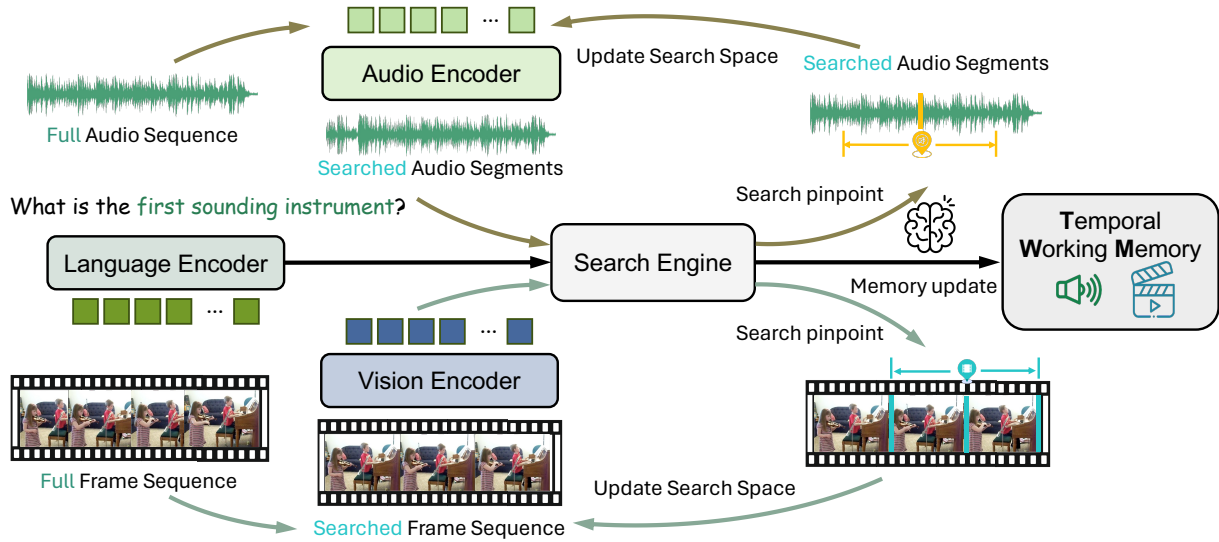 ...
Audio Encoder
Update Search Space
Searched Audio Segments
Full Audio Sequence
Searched Audio Segments
What is the first sounding instrument?
Search pinpoint
Temporal
Working Memory
Language Encoder
Search Engine
Memory update
...
...
Search pinpoint
Vision Encoder
Full Frame Sequence
Update Search Space
Searched Frame Sequence